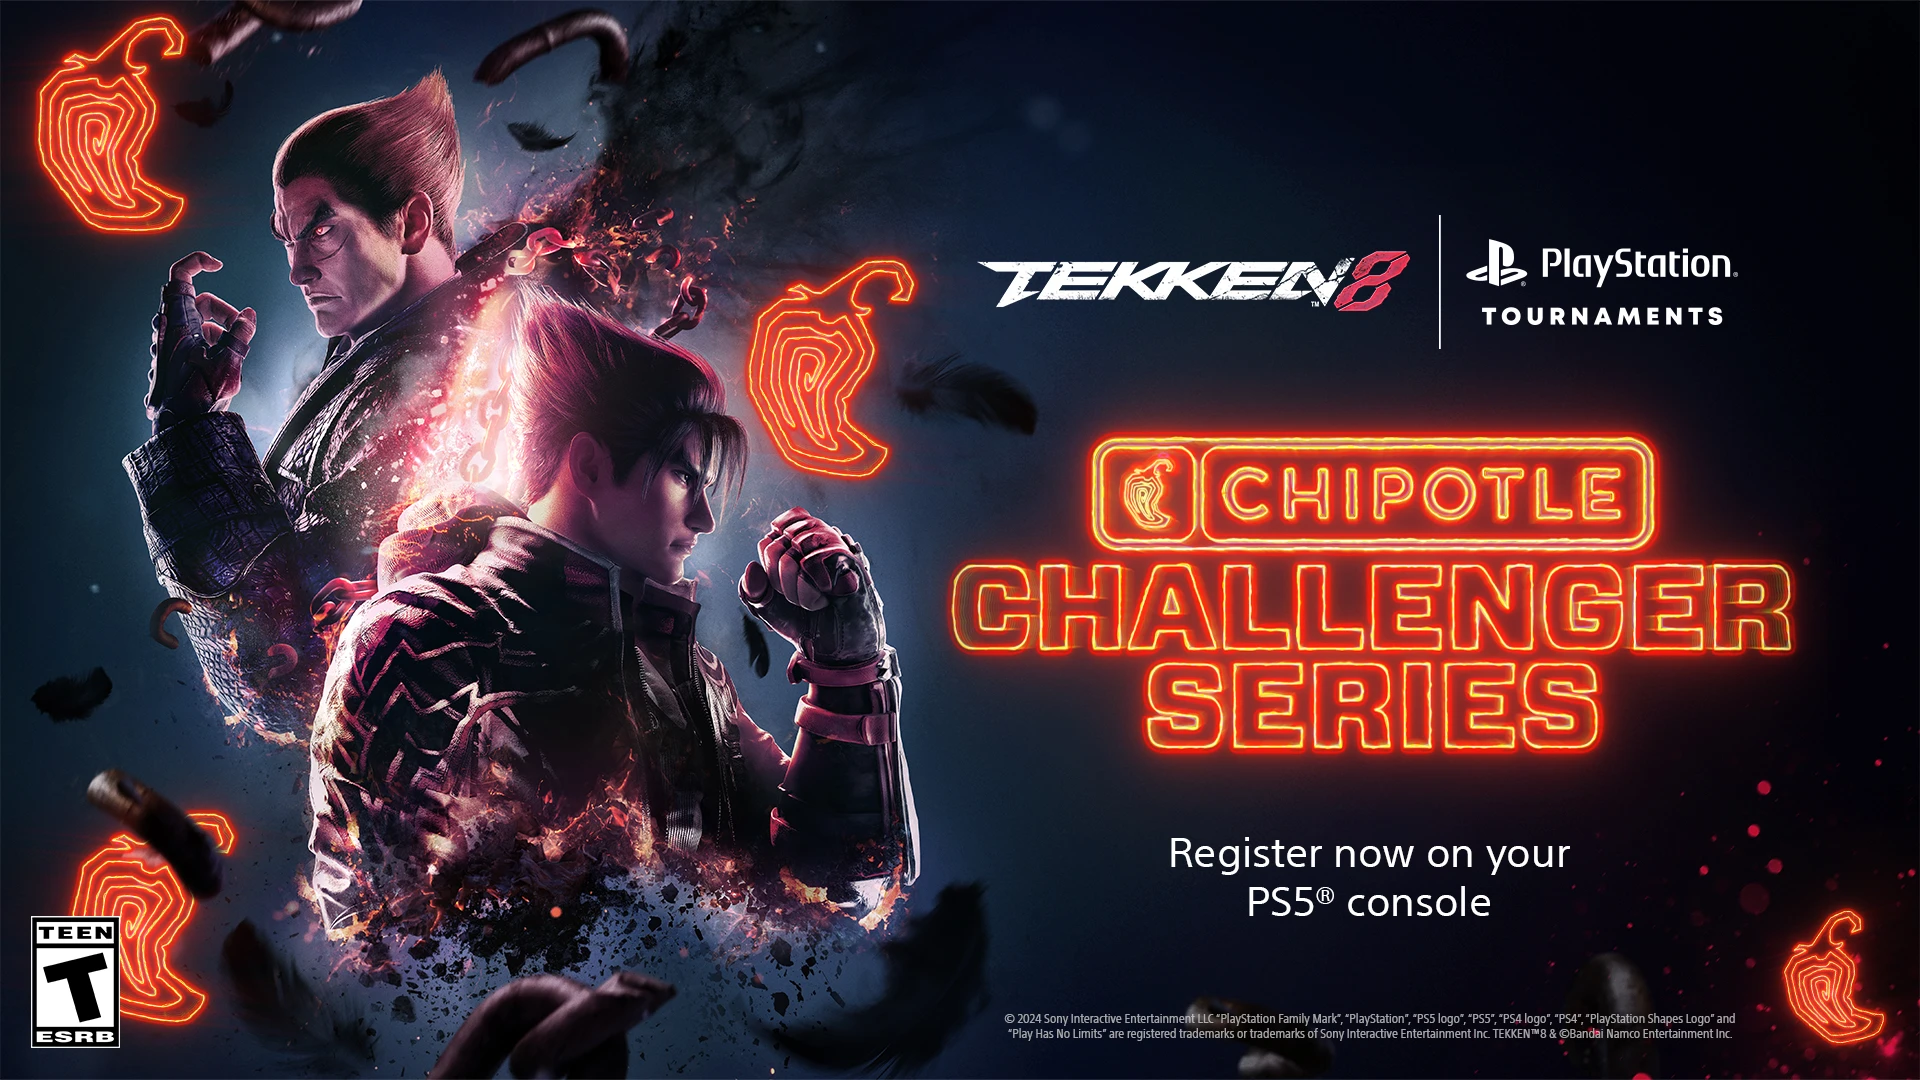 TEKKEN 8™
PlayStation®
TOURNAMENTS
CHIPOTLE
CHALLENGER
SERIES
Register now on your
PS5® console
TEEN
T
ESRB
© 2024 Sony Interactive Entertainment LLC “PlayStation Family Mark”, “PlayStation”, “PS5 logo”, “PS5”, “PS4 logo”, “PS4”, “PlayStation Shapes Logo” and
“Play Has No Limits” are registered trademarks or trademarks of Sony Interactive Entertainment Inc. TEKKEN™8 & ©Bandai Namco Entertainment Inc.